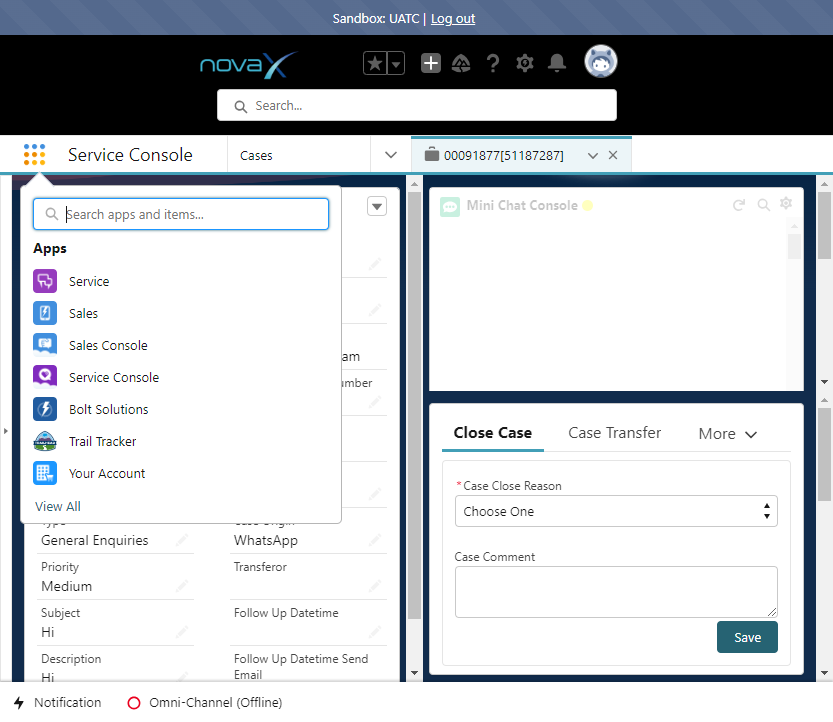 Sandbox: UATC | Log out
novaX
Search...
Service Console
Cases
00091877[51187287]
Search apps and items...
Apps
Service
Sales
Sales Console
Service Console
Bolt Solutions
Trail Tracker
Your Account
View All
General Enquiries
WhatsApp
Priority
Transferor
Medium
Subject
Follow Up Datetime
Hi
Description
Follow Up Datetime Send
Email
Hi
Mini Chat Console
Close Case
Case Transfer
More
*Case Close Reason
Choose One
Case Comment
Save
Notification
Omni-Channel (Offline)